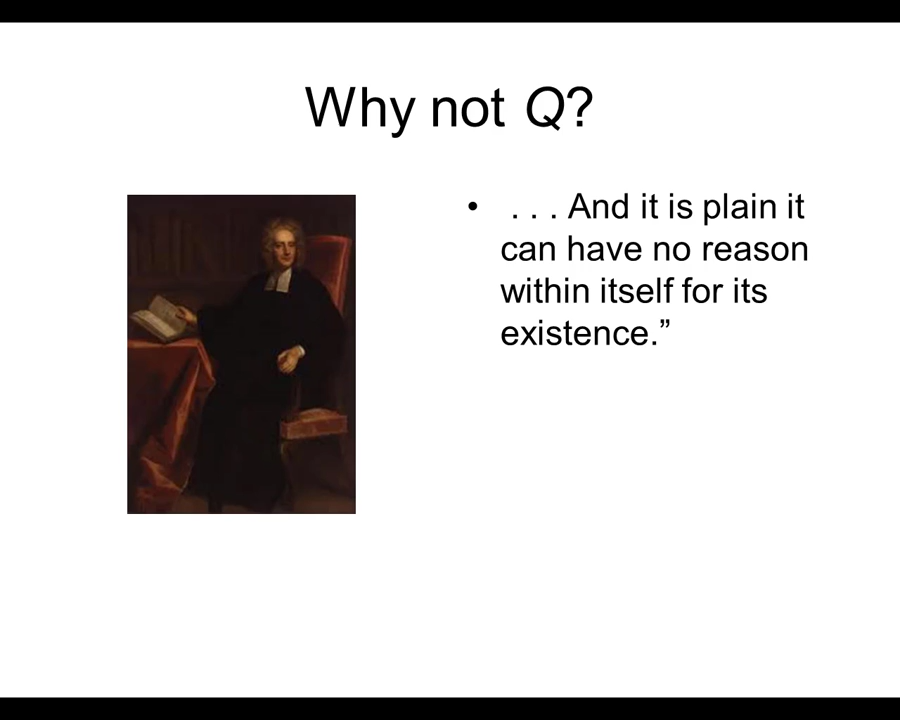 Why not Q?
• . . . And it is plain it
can have no reason
within itself for its
existence.”